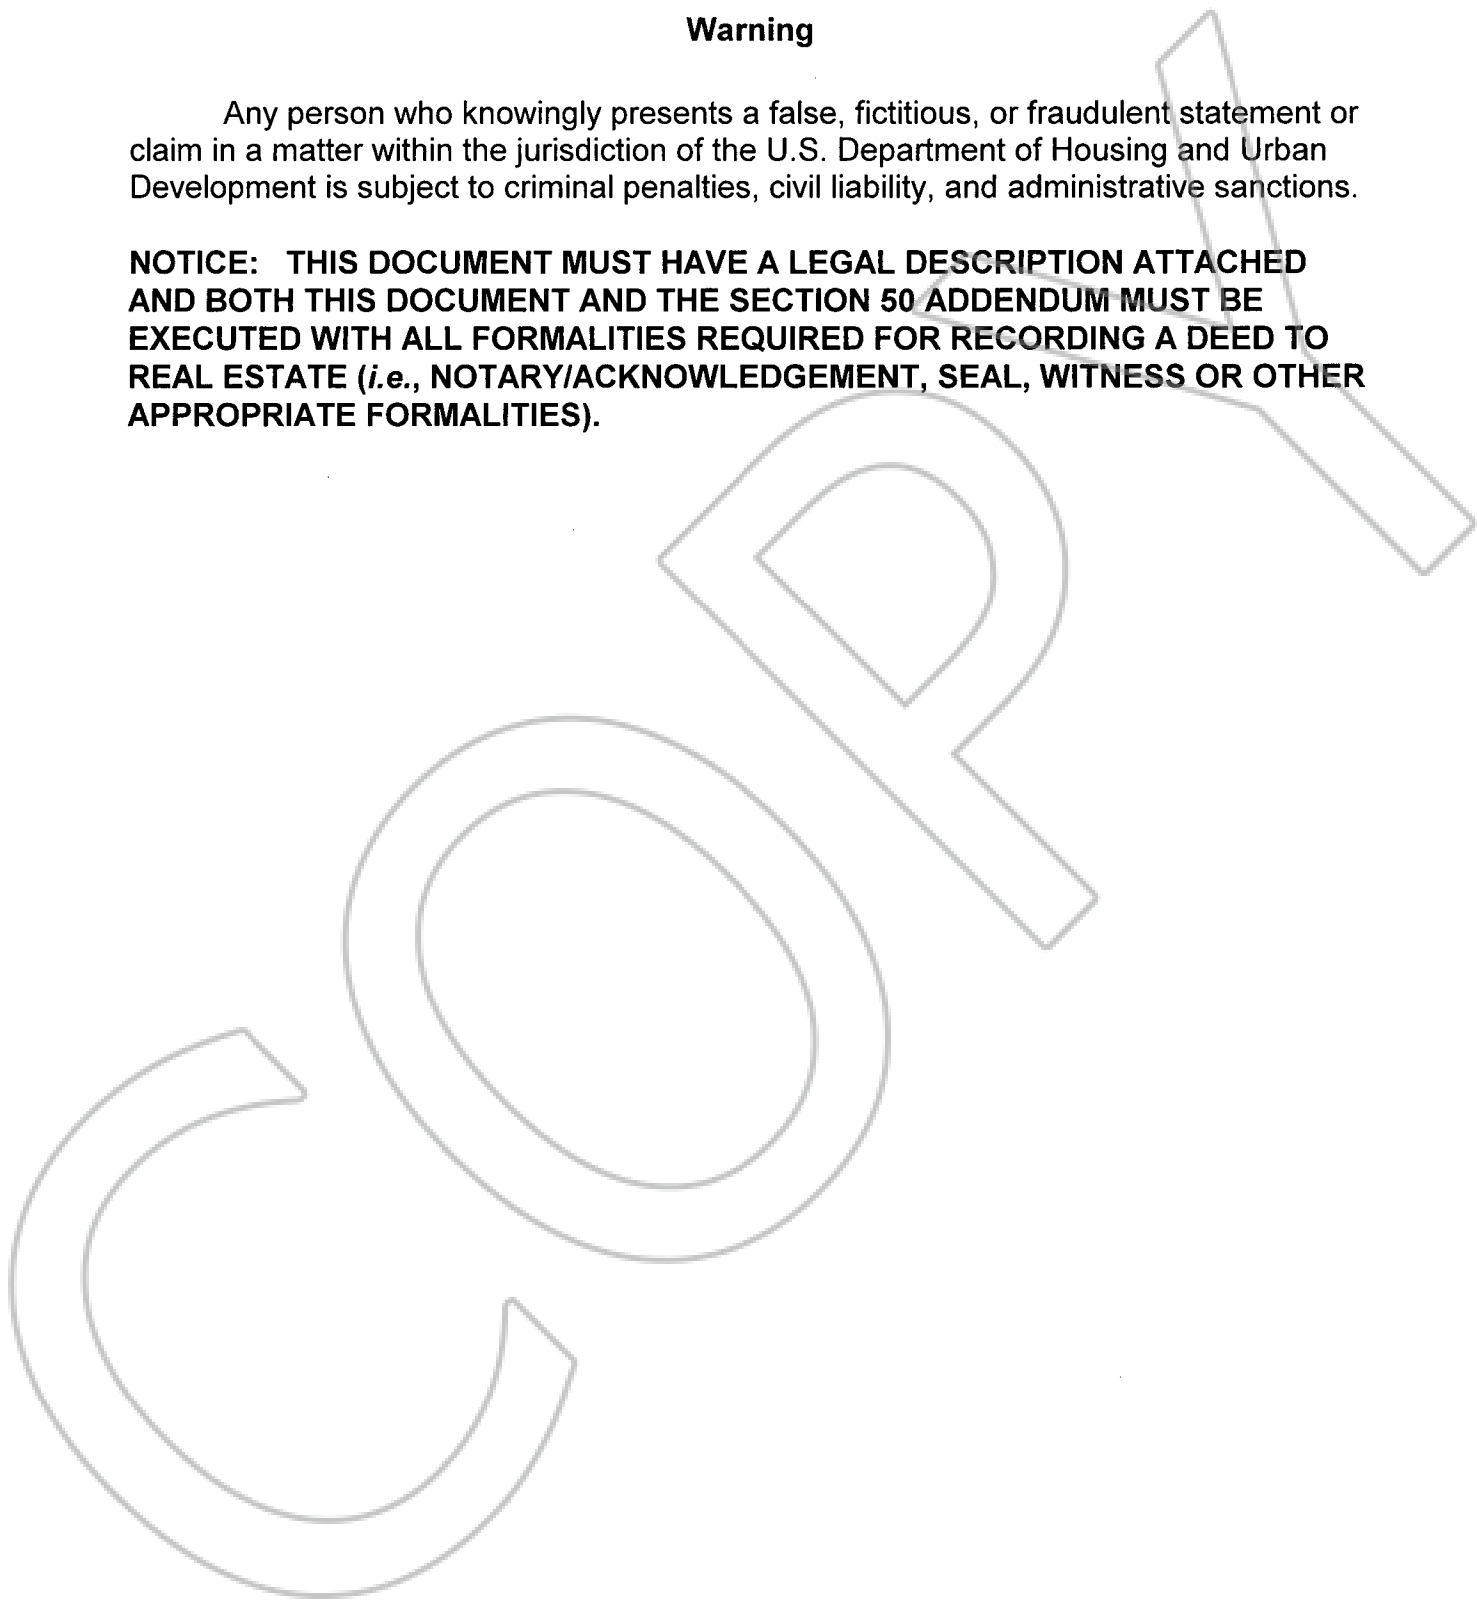 Warning
Any person who knowingly presents a false, fictitious, or fraudulent statement or
claim in a matter within the jurisdiction of the U.S. Department of Housing and Urban
Development is subject to criminal penalties, civil liability, and administrative sanctions.
NOTICE: THIS DOCUMENT MUST HAVE A LEGAL DESCRIPTION ATTACHED
AND BOTH THIS DOCUMENT AND THE SECTION 50 ADDENDUM MUST BE
EXECUTED WITH ALL FORMALITIES REQUIRED FOR RECORDING A DEED TO
REAL ESTATE (i.e., NOTARY/ACKNOWLEDGEMENT, SEAL, WITNESS OR OTHER
APPROPRIATE FORMALITIES).
COPY